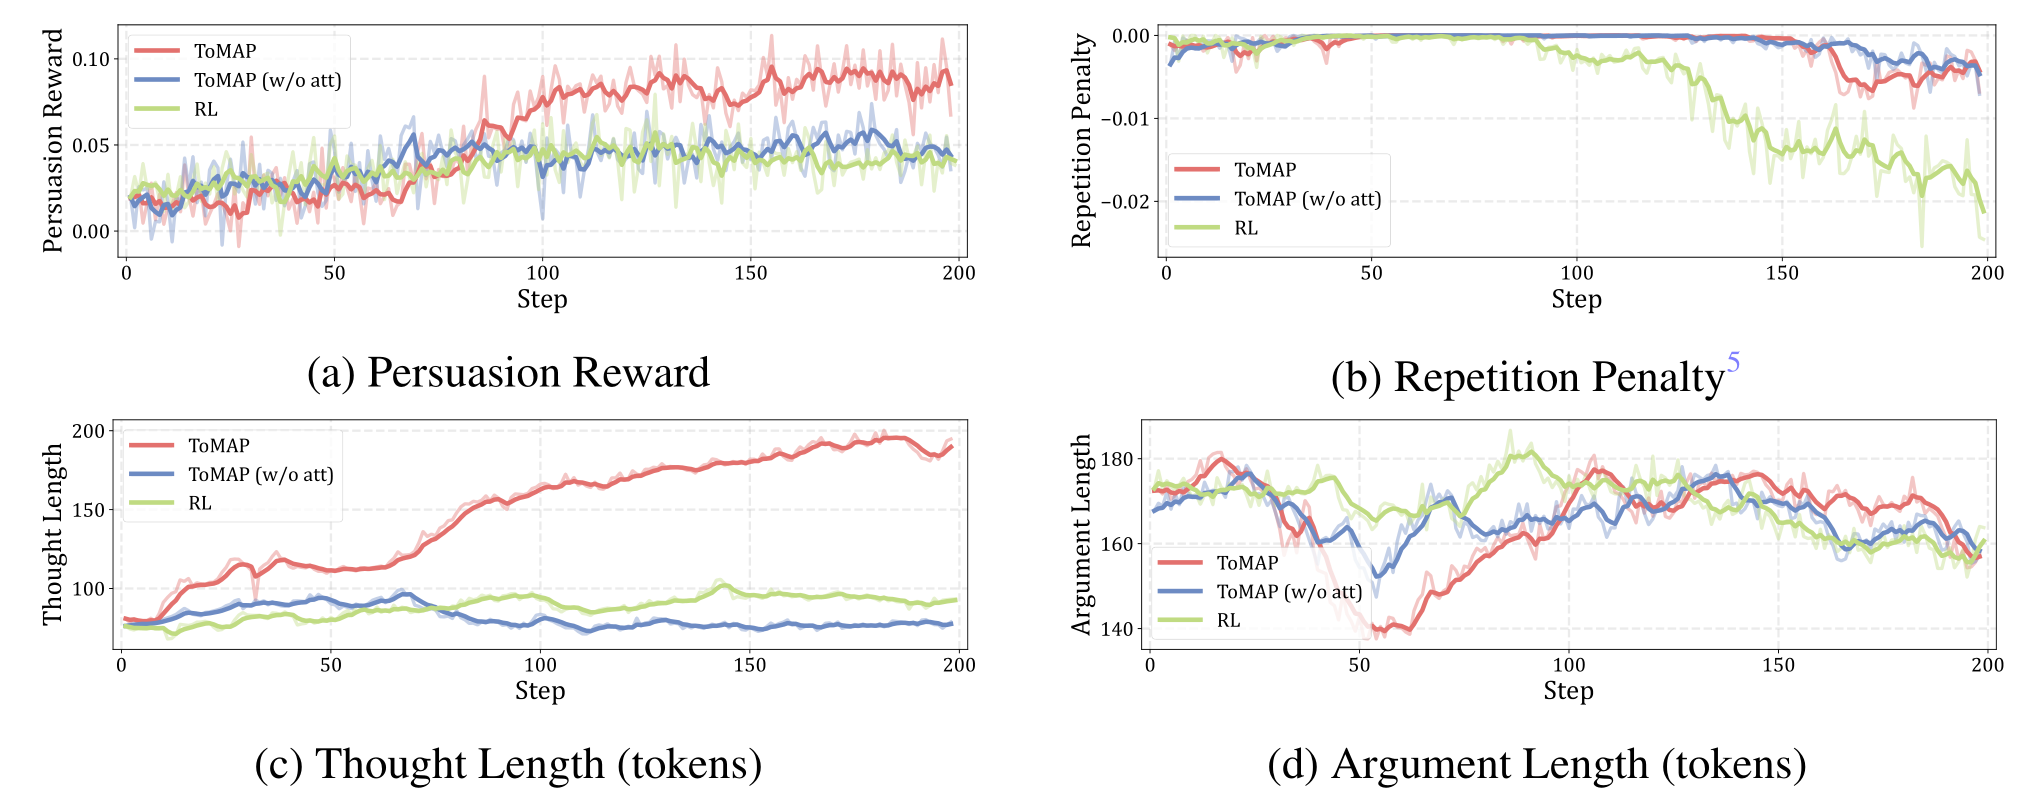 Persuasion Reward
0.10
0.05
0.00
ToMAP
ToMAP (w/o att)
RL
0 50 100 150 200
Step
(a) Persuasion Reward
Repetition Penalty
0.00
−0.01
−0.02
ToMAP
ToMAP (w/o att)
RL
0 50 100 150 200
Step
(b) Repetition Penalty5
Thought Length
200
150
100
ToMAP
ToMAP (w/o att)
RL
0 50 100 150 200
Step
(c) Thought Length (tokens)
Argument Length
180
160
140
ToMAP
ToMAP (w/o att)
RL
0 50 100 150 200
Step
(d) Argument Length (tokens)